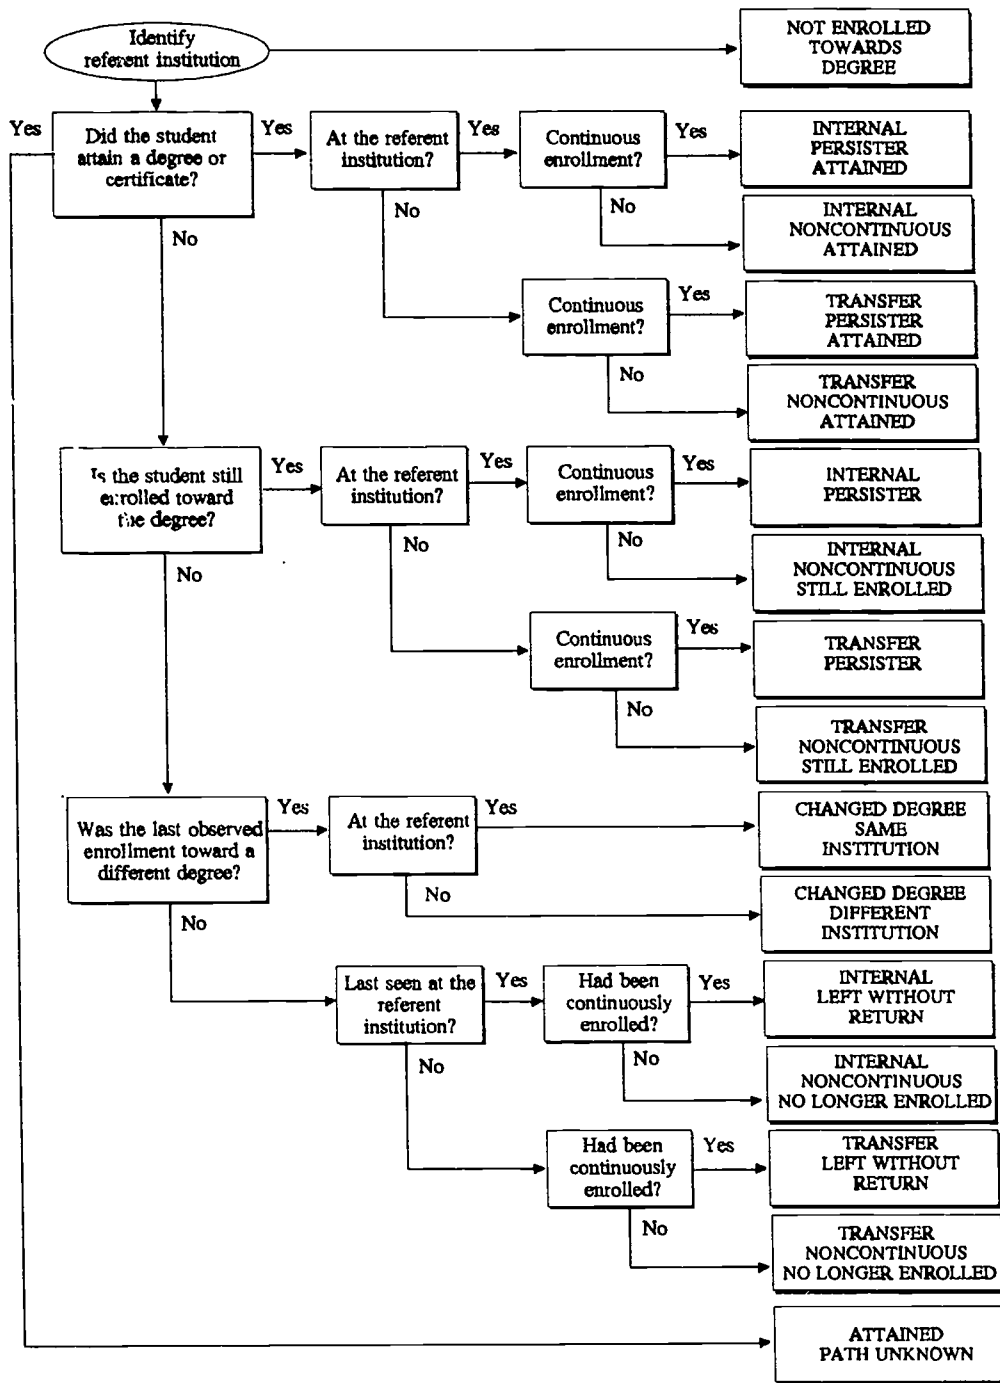 Identify
referent institution
NOT ENROLLED
TOWARDS
DEGREE
Yes
Did the student
attain a degree or
certificate?
Yes
At the referent
institution?
Yes
Continuous
enrollment?
Yes
INTERNAL
PERSISTER
ATTAINED
No
INTERNAL
NONCONTINUOUS
ATTAINED
No
No
Continuous
enrollment?
Yes
TRANSFER
PERSISTER
ATTAINED
No
TRANSFER
NONCONTINUOUS
ATTAINED
Is the student still
enrolled toward
the degree?
Yes
At the referent
institution?
Yes
Continuous
enrollment?
Yes
INTERNAL
PERSISTER
No
INTERNAL
NONCONTINUOUS
STILL ENROLLED
No
No
Continuous
enrollment?
Yes
TRANSFER
PERSISTER
No
TRANSFER
NONCONTINUOUS
STILL ENROLLED
Was the last observed
enrollment toward a
different degree?
Yes
At the referent
institution?
Yes
CHANGED DEGREE
SAME
INSTITUTION
No
CHANGED DEGREE
DIFFERENT
INSTITUTION
No
Last seen at the
referent
institution?
Yes
Had been
continuously
enrolled?
Yes
INTERNAL
LEFT WITHOUT
RETURN
No
INTERNAL
NONCONTINUOUS
NO LONGER ENROLLED
No
Had been
continuously
enrolled?
Yes
TRANSFER
LEFT WITHOUT
RETURN
No
TRANSFER
NONCONTINUOUS
NO LONGER ENROLLED
ATTAINED
PATH UNKNOWN